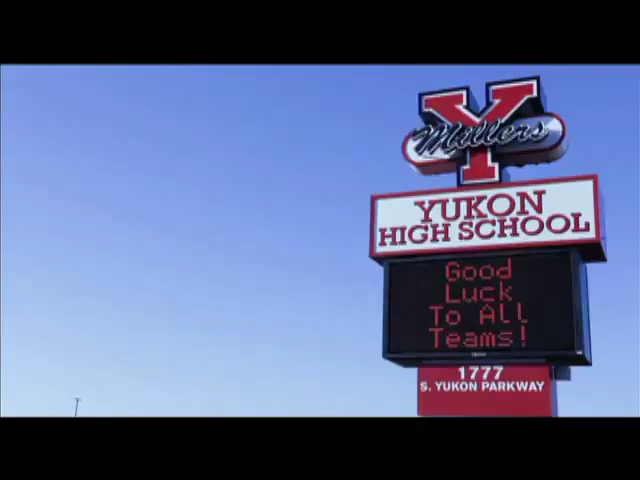 Y
Millers
YUKON
HIGH SCHOOL
Good
Luck
To All
Teams!
1777
S. YUKON PARKWAY